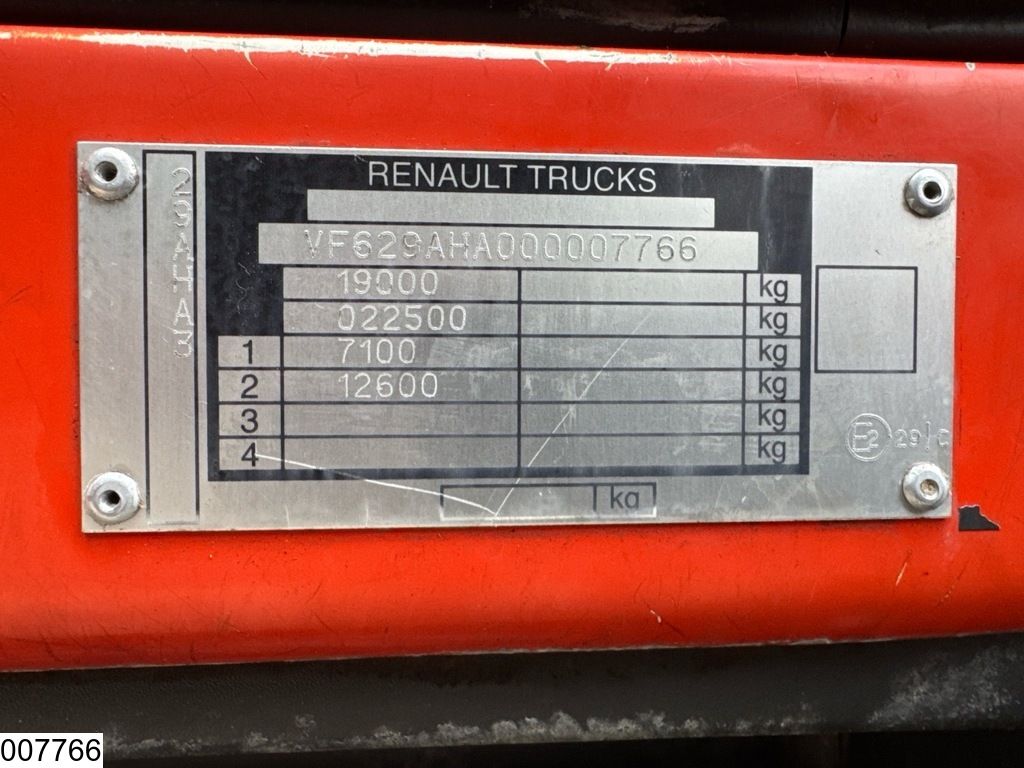 RENAULT TRUCKS
VF629AHA000007766
19000 kg
022500 kg
1 7100 kg
2 12600 kg
3 kg
4 kg
kg
29AHA3
E2 29
007766